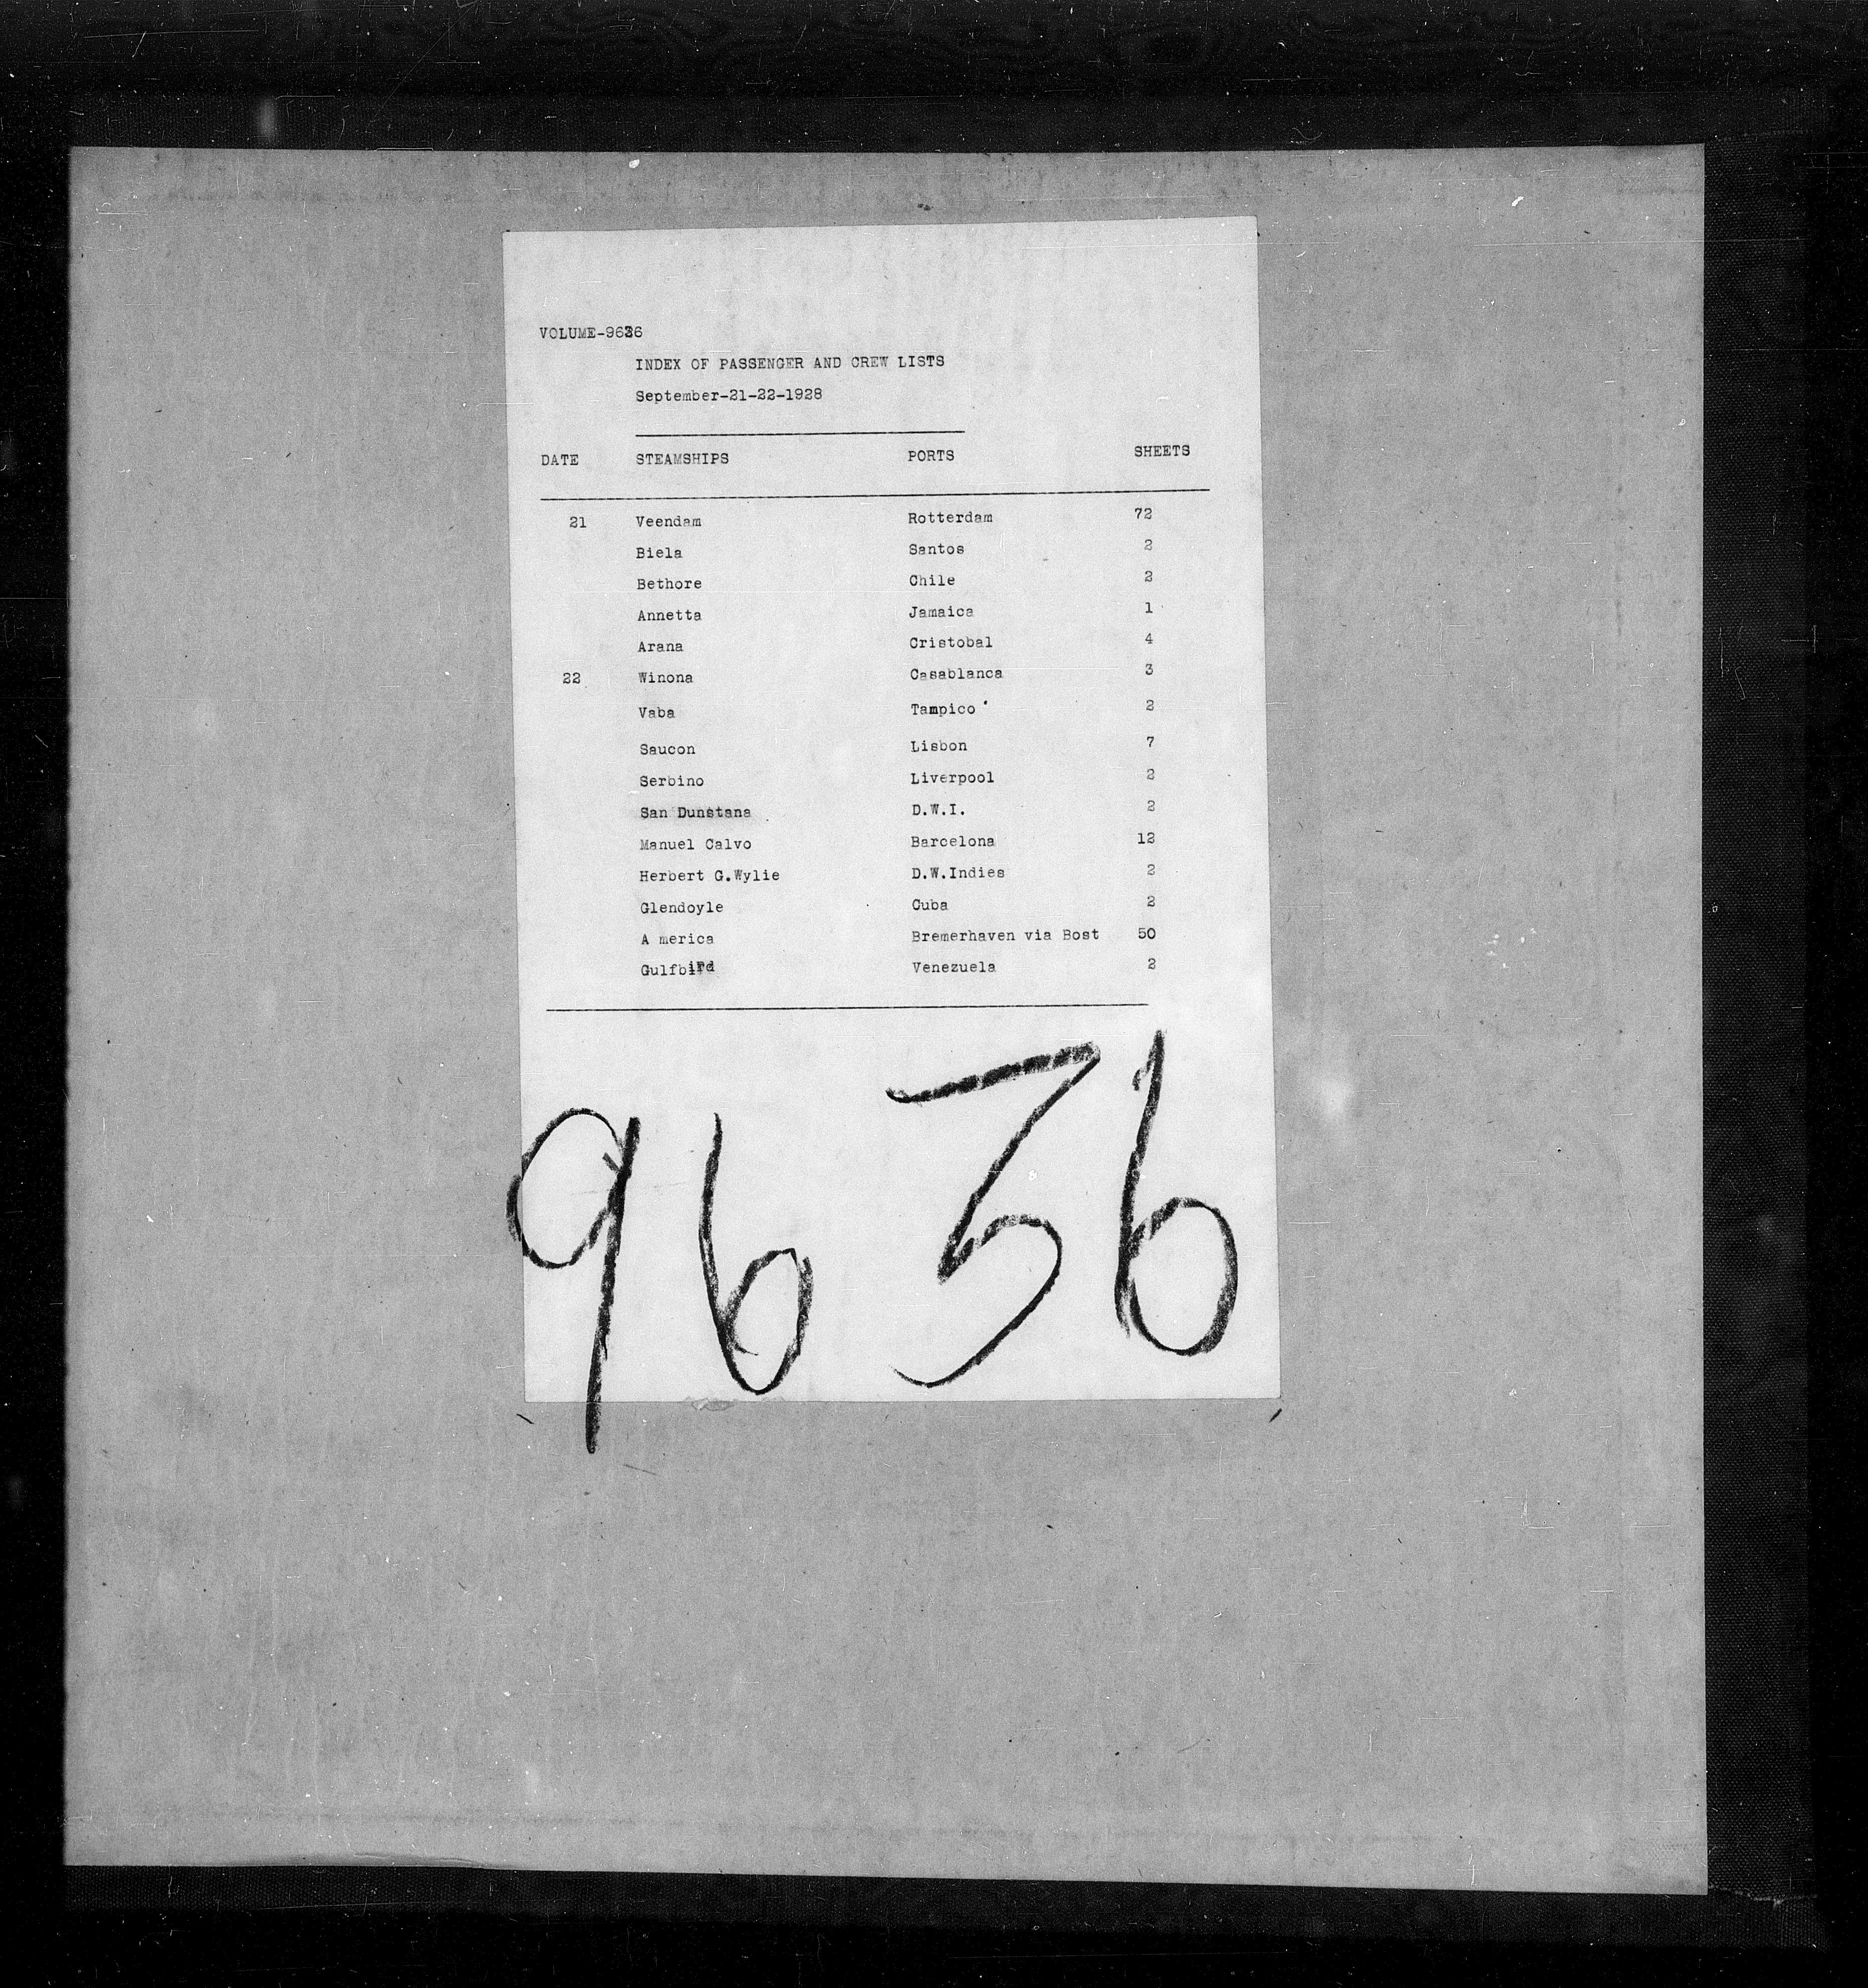 VOLUME-9636
INDEX OF PASSENGER AND CREW LISTS
September-21-22-1928
DATE STEAMSHIPS PORTS SHEETS
21 Veendam Rotterdam 72
Biela Santos 2
Bethore Chile 2
Annetta Jamaica 1
Arana Cristobal 4
22 Winona Casablanca 3
Vaba Tampico 2
Saucon Lisbon 7
Serbino Liverpool 2
San Dunstana D.W.I. 2
Manuel Calvo Barcelona 12
Herbert G.Wylie D.W.Indies 2
Glendoyle Cuba 2
A merica Bremerhaven via Bost 50
Gulfbird Venezuela 2
9636